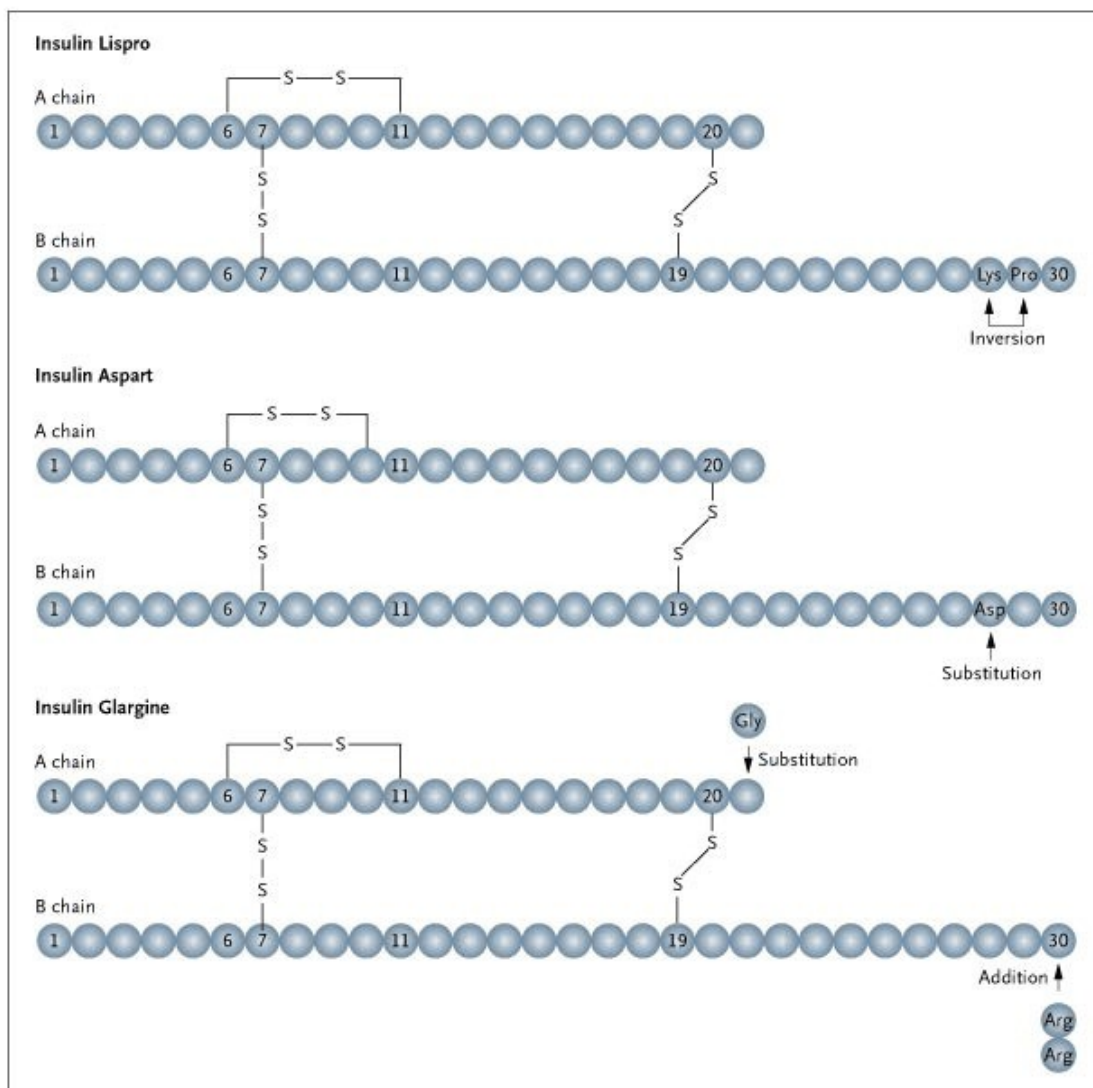 Insulin Lispro
S S
A chain
1 6 7 11 20
S S
S S
B chain
1 6 7 11 19 Lys Pro 30
Inversion
Insulin Aspart
S S
A chain
1 6 7 11 20
S S
S S
B chain
1 6 7 11 19 Asp 30
Substitution
Insulin Glargine
Gly
S S
Substitution
A chain
1 6 7 11 20
S S
S S
B chain
1 6 7 11 19 30
Addition
Arg
Arg